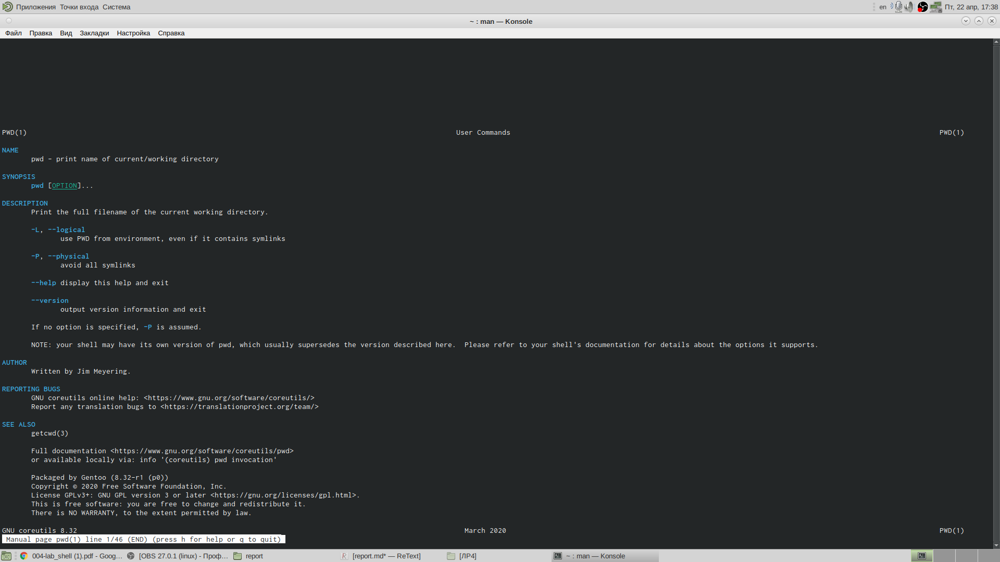 Приложения Точки входа Система en Пт, 22 апр, 17:38
~ : man — Konsole
Файл Правка Вид Закладки Настройка Справка
PWD(1) User Commands PWD(1)
NAME
pwd - print name of current/working directory
SYNOPSIS
pwd [OPTION]...
DESCRIPTION
Print the full filename of the current working directory.
-L, --logical
use PWD from environment, even if it contains symlinks
-P, --physical
avoid all symlinks
--help display this help and exit
--version
output version information and exit
If no option is specified, -P is assumed.
NOTE: your shell may have its own version of pwd, which usually supersedes the version described here.  Please refer to your shell's documentation for details about the options it supports.
AUTHOR
Written by Jim Meyering.
REPORTING BUGS
GNU coreutils online help: <https://www.gnu.org/software/coreutils/>
Report any translation bugs to <https://translationproject.org/team/>
SEE ALSO
getcwd(3)
Full documentation <https://www.gnu.org/software/coreutils/pwd>
or available locally via: info '(coreutils) pwd invocation'
Packaged by Gentoo (8.32-r1 (p0))
Copyright © 2020 Free Software Foundation, Inc.
License GPLv3+: GNU GPL version 3 or later <https://gnu.org/licenses/gpl.html>.
This is free software: you are free to change and redistribute it.
There is NO WARRANTY, to the extent permitted by law.
GNU coreutils 8.32 March 2020 PWD(1)
Manual page pwd(1) line 1/46 (END) (press h for help or q to quit)
004-lab_shell (1).pdf - Goog... [OBS 27.0.1 (linux) - Проф... report [report.md* — ReText] [ЛР4] ~ : man — Konsole